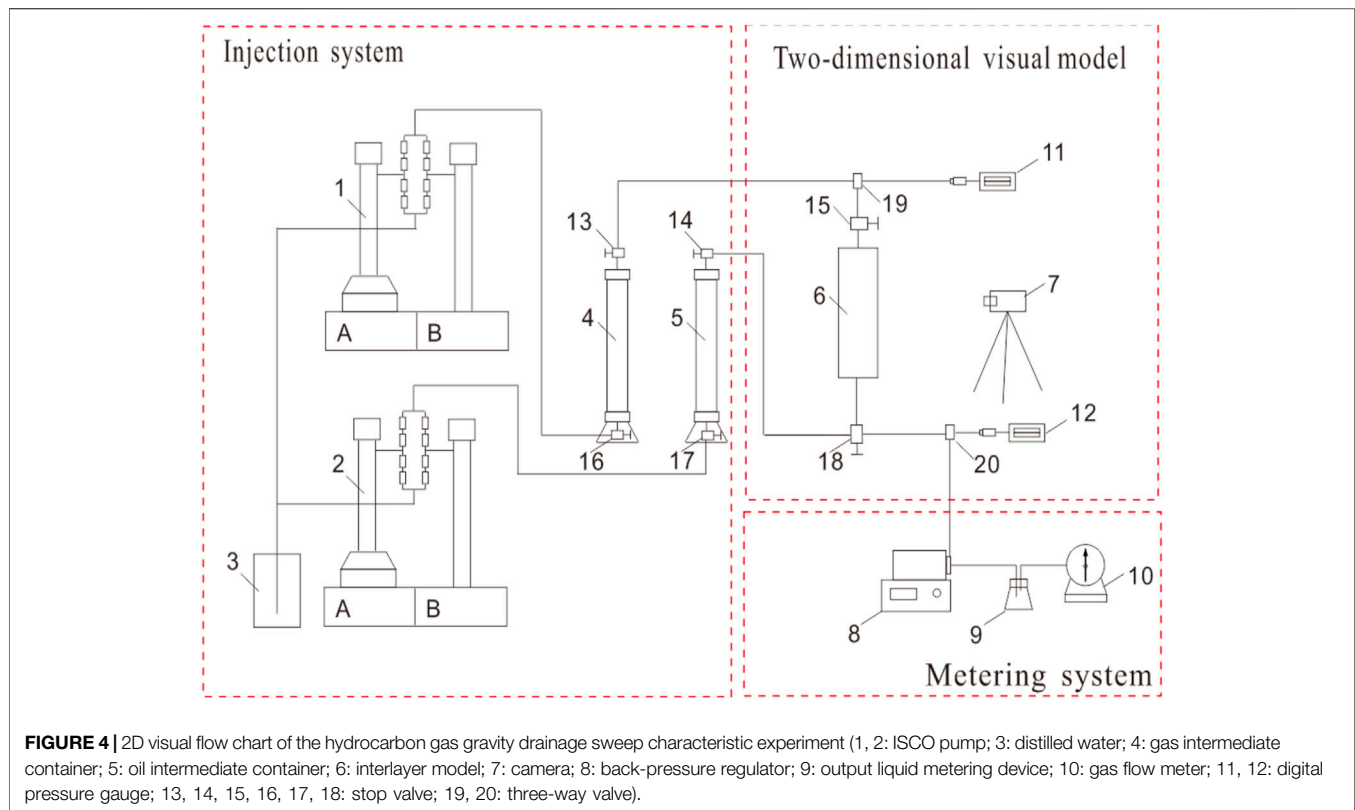 Injection system
Two-dimensional visual model
11
1
19
15
13
14
7
6
4
5
A B
12
2
16
17
18
20
3
10
A B
8
9
Metering system
FIGURE 4 | 2D visual flow chart of the hydrocarbon gas gravity drainage sweep characteristic experiment (1, 2: ISCO pump; 3: distilled water; 4: gas intermediate
container; 5: oil intermediate container; 6: interlayer model; 7: camera; 8: back-pressure regulator; 9: output liquid metering device; 10: gas flow meter; 11, 12: digital
pressure gauge; 13, 14, 15, 16, 17, 18: stop valve; 19, 20: three-way valve).